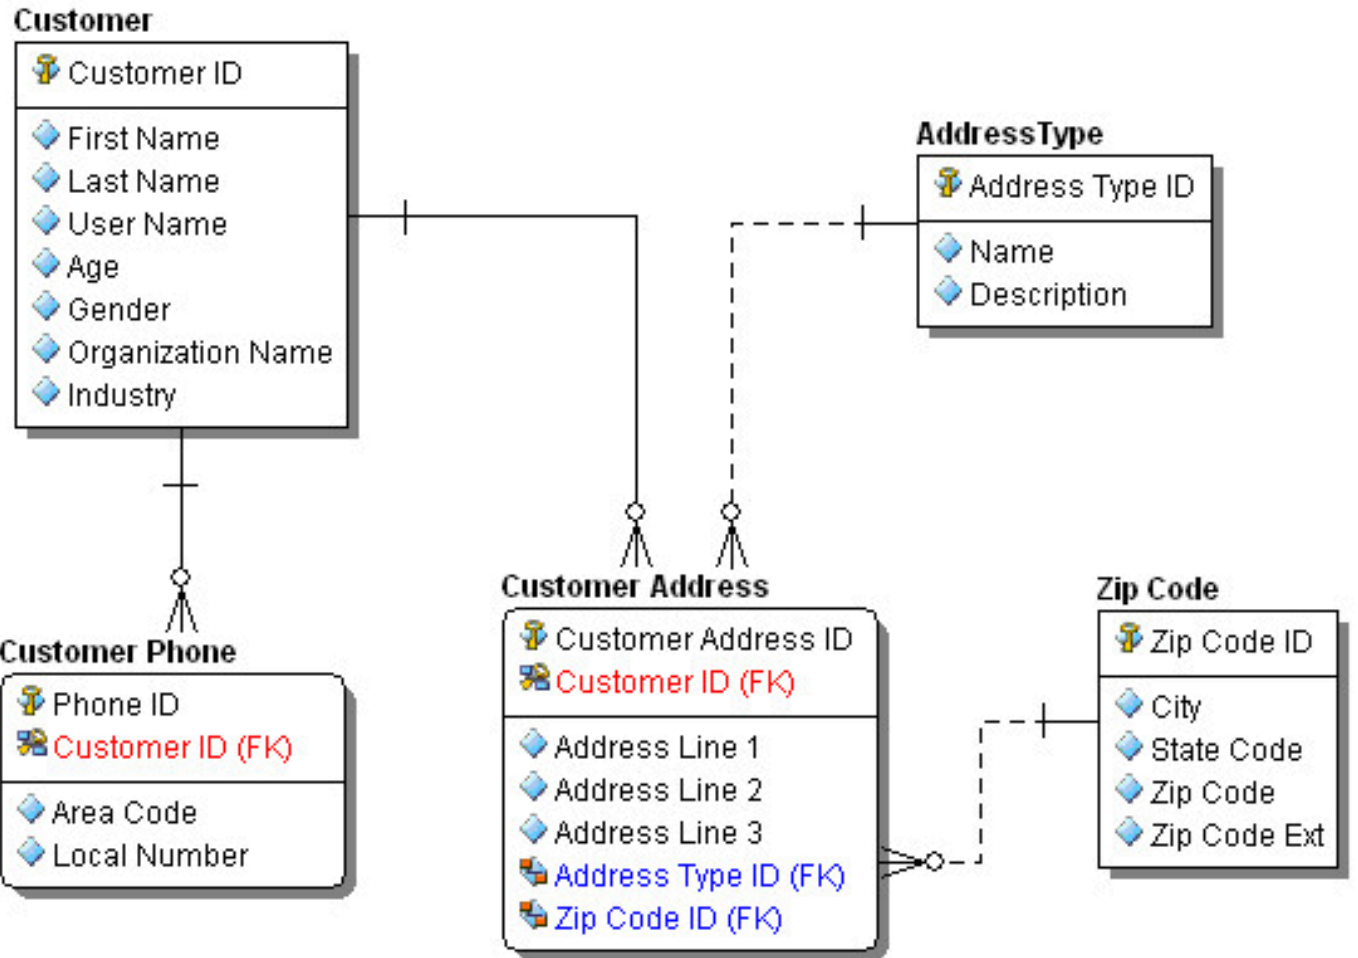 Customer
Customer ID
First Name
Last Name
User Name
Age
Gender
Organization Name
Industry
AddressType
Address Type ID
Name
Description
Customer Phone
Phone ID
Customer ID (FK)
Area Code
Local Number
Customer Address
Customer Address ID
Customer ID (FK)
Address Line 1
Address Line 2
Address Line 3
Address Type ID (FK)
Zip Code ID (FK)
Zip Code
Zip Code ID
City
State Code
Zip Code
Zip Code Ext